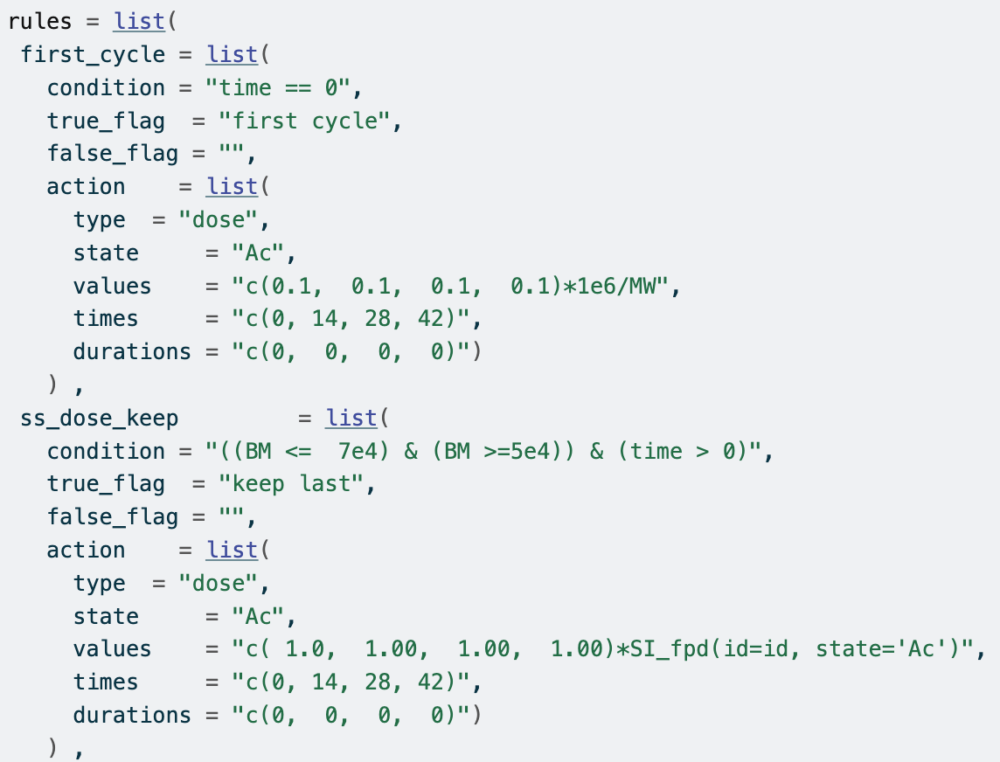 rules = list(
 first_cycle = list(
   condition = "time == 0",
   true_flag  = "first cycle",
   false_flag = "",
   action    = list(
     type  = "dose",
     state     = "Ac",
     values    = "c(0.1,  0.1,  0.1,  0.1)*1e6/MW",
     times     = "c(0, 14, 28, 42)",
     durations = "c(0,  0,  0,  0)")
   ) ,
 ss_dose_keep         = list(
   condition = "((BM <=  7e4) & (BM >=5e4)) & (time > 0)",
   true_flag  = "keep last",
   false_flag = "",
   action    = list(
     type  = "dose",
     state     = "Ac",
     values    = "c( 1.0,  1.00,  1.00,  1.00)*SI_fpd(id=id, state='Ac')",
     times     = "c(0, 14, 28, 42)",
     durations = "c(0,  0,  0,  0)")
   ) ,